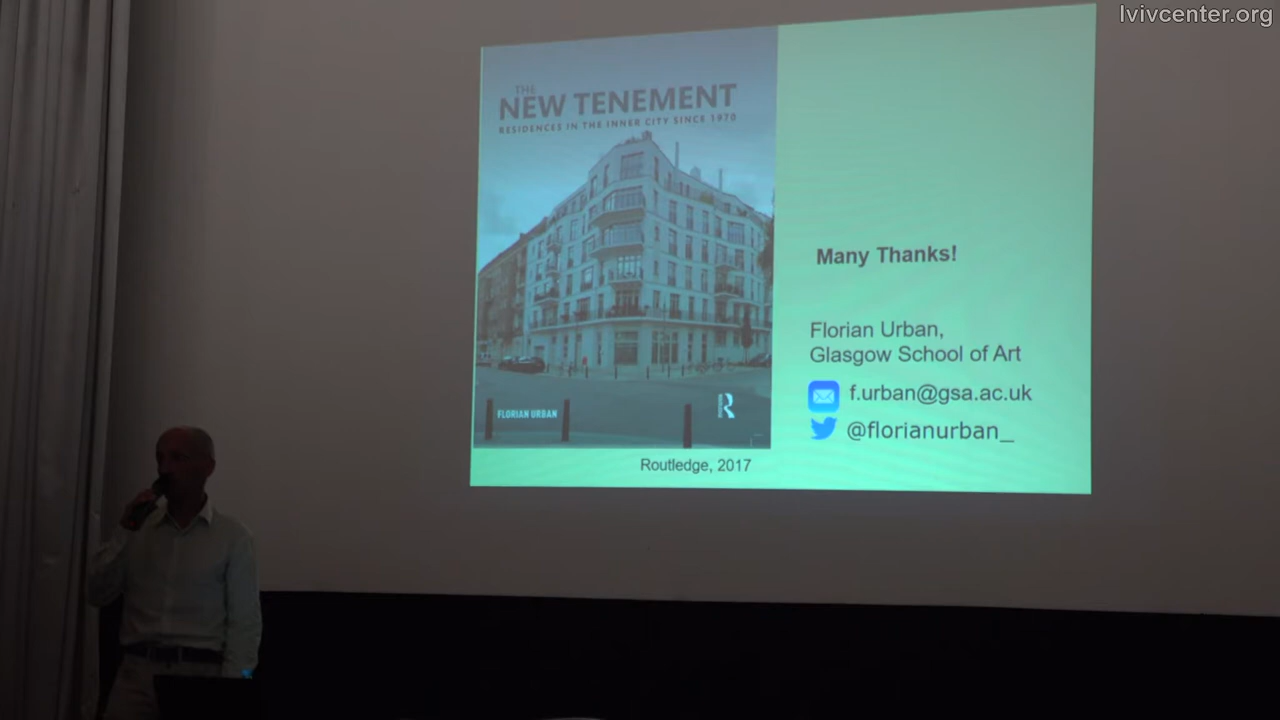 lvivcenter.org
THE
NEW TENEMENT
RESIDENCES IN THE INNER CITY SINCE 1970
FLORIAN URBAN
R
Routledge, 2017
Many Thanks!
Florian Urban,
Glasgow School of Art
f.urban@gsa.ac.uk
@florianurban_